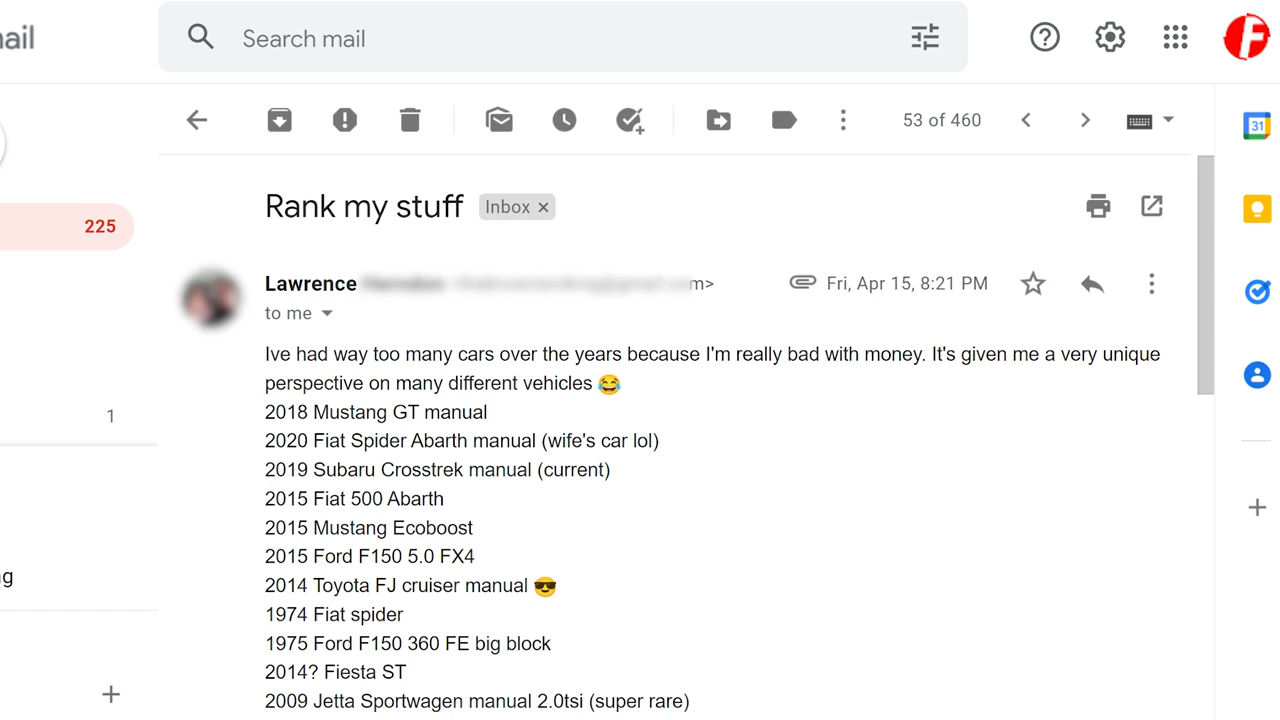 ail
Search mail
F
53 of 460
31
Rank my stuff
Inbox ×
225
Lawrence m>
Fri, Apr 15, 8:21 PM
to me
Ive had way too many cars over the years because I'm really bad with money. It's given me a very unique
perspective on many different vehicles 😂
1
2018 Mustang GT manual
2020 Fiat Spider Abarth manual (wife's car lol)
2019 Subaru Crosstrek manual (current)
2015 Fiat 500 Abarth
2015 Mustang Ecoboost
2015 Ford F150 5.0 FX4
g
2014 Toyota FJ cruiser manual 😎
1974 Fiat spider
1975 Ford F150 360 FE big block
2014? Fiesta ST
2009 Jetta Sportwagen manual 2.0tsi (super rare)